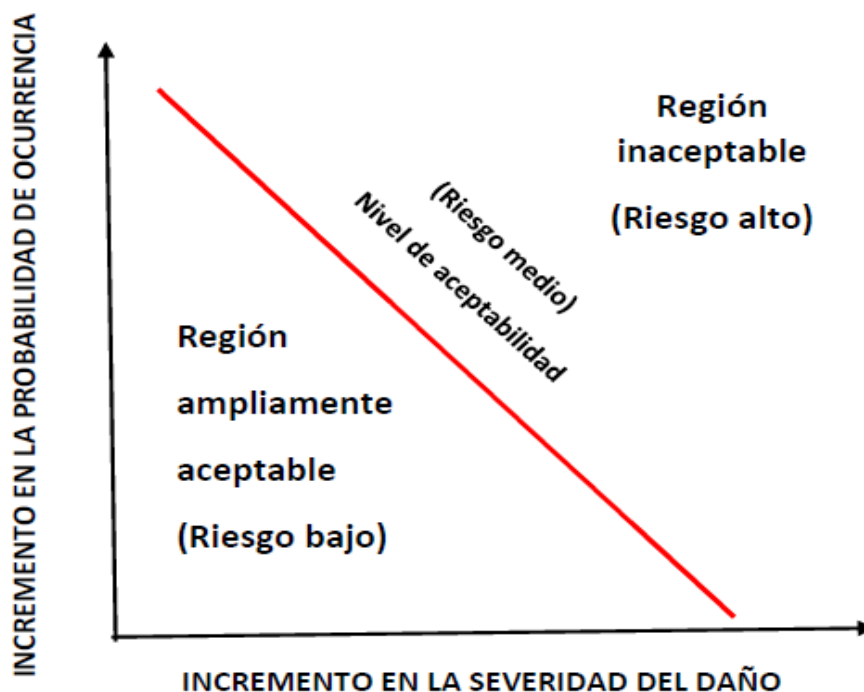 INCREMENTO EN LA PROBABILIDAD DE OCURRENCIA
Región
inaceptable
(Riesgo alto)
(Riesgo medio)
Nivel de aceptabilidad
Región
ampliamente
aceptable
(Riesgo bajo)
INCREMENTO EN LA SEVERIDAD DEL DAÑO